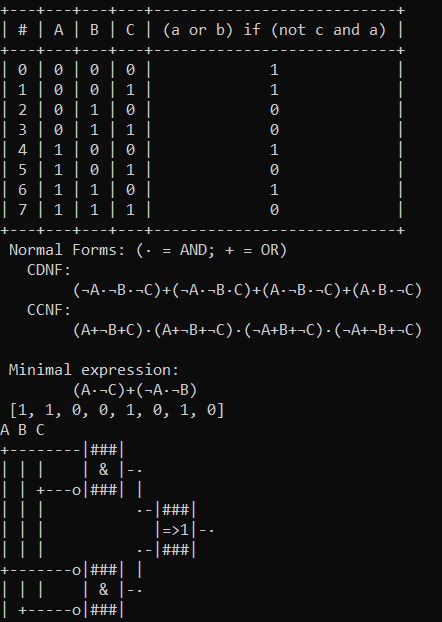 +---+---+---+---+---------------------------+
| # | A | B | C | (a or b) if (not c and a) |
+---+---+---+---+---------------------------+
| 0 | 0 | 0 | 0 |             1             |
| 1 | 0 | 0 | 1 |             1             |
| 2 | 0 | 1 | 0 |             0             |
| 3 | 0 | 1 | 1 |             0             |
| 4 | 1 | 0 | 0 |             1             |
| 5 | 1 | 0 | 1 |             0             |
| 6 | 1 | 1 | 0 |             1             |
| 7 | 1 | 1 | 1 |             0             |
+---+---+---+---+---------------------------+
 Normal Forms: (· = AND; + = OR)
   CDNF:
        (¬A·¬B·¬C)+(¬A·¬B·C)+(A·¬B·¬C)+(A·B·¬C)
   CCNF:
        (A+¬B+C)·(A+¬B+¬C)·(¬A+B+¬C)·(¬A+¬B+¬C)

 Minimal expression:
        (A·¬C)+(¬A·¬B)
 [1, 1, 0, 0, 1, 0, 1, 0]
A B C
+--------|###|
| | |    | & |-·
| | +---o|###| |
| | |          ·-|###|
| | |            |=>1|-·
| | |          ·-|###|
+-------o|###| |
| | |    | & |-·
| +-----o|###|